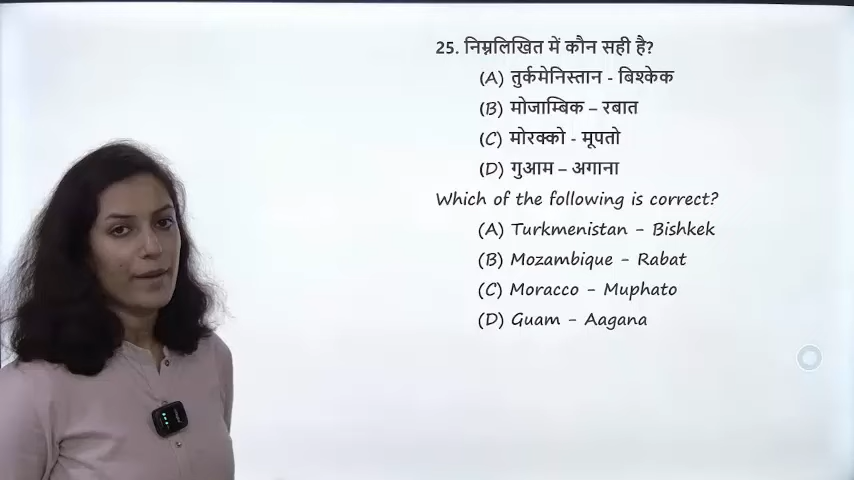 25. निम्नलिखित में कौन सही है?
(A) तुर्कमेनिस्तान - बिश्केक
(B) मोजाम्बिक – रबात
(C) मोरक्को - मूपतो
(D) गुआम – अगाना
Which of the following is correct?
(A) Turkmenistan – Bishkek
(B) Mozambique – Rabat
(C) Moracco – Muphato
(D) Guam – Aagana